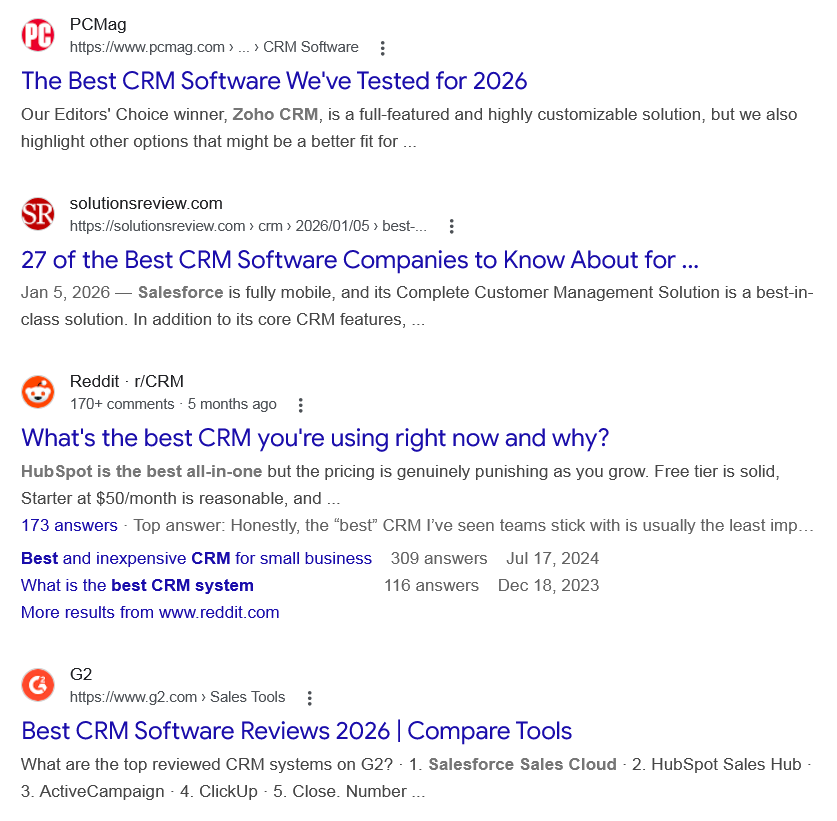 PCMag
https://www.pcmag.com › ... › CRM Software
The Best CRM Software We've Tested for 2026
Our Editors' Choice winner, Zoho CRM, is a full-featured and highly customizable solution, but we also
highlight other options that might be a better fit for ...
solutionsreview.com
https://solutionsreview.com › crm › 2026/01/05 › best-...
27 of the Best CRM Software Companies to Know About for ...
Jan 5, 2026 — Salesforce is fully mobile, and its Complete Customer Management Solution is a best-in-
class solution. In addition to its core CRM features, ...
Reddit · r/CRM
170+ comments · 5 months ago
What's the best CRM you're using right now and why?
HubSpot is the best all-in-one but the pricing is genuinely punishing as you grow. Free tier is solid,
Starter at $50/month is reasonable, and ...
173 answers · Top answer: Honestly, the “best” CRM I’ve seen teams stick with is usually the least imp...
Best and inexpensive CRM for small business 309 answers Jul 17, 2024
What is the best CRM system 116 answers Dec 18, 2023
More results from www.reddit.com
G2
https://www.g2.com › Sales Tools
Best CRM Software Reviews 2026 | Compare Tools
What are the top reviewed CRM systems on G2? · 1. Salesforce Sales Cloud · 2. HubSpot Sales Hub ·
3. ActiveCampaign · 4. ClickUp · 5. Close. Number ...